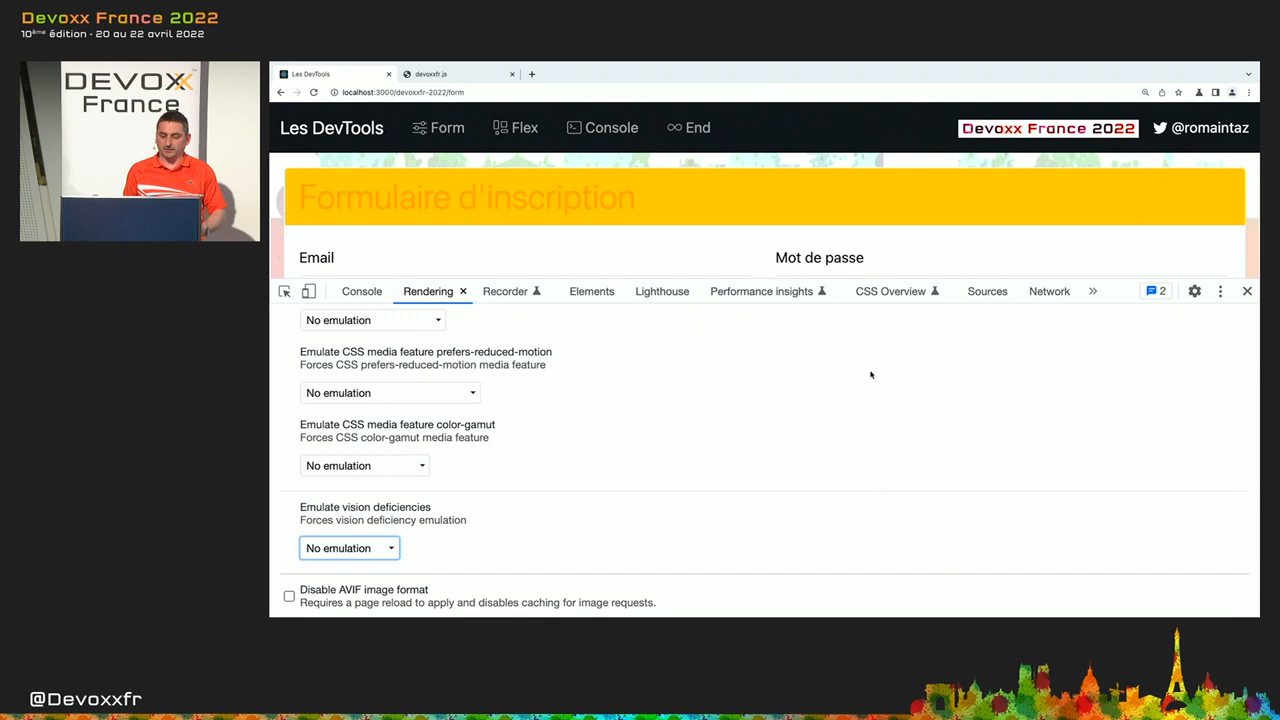 Devoxx France 2022
10ème édition - 20 au 22 avril 2022
DEVOXX
France
Les DevTools
devoxxfr.js
localhost:3000/devoxxfr-2022/form
Les DevTools
Form
Flex
Console
End
Devoxx France 2022
@romaintaz
Formulaire d'inscription
Email
Mot de passe
Console
Rendering
Recorder
Elements
Lighthouse
Performance insights
CSS Overview
Sources
Network
2
No emulation
Emulate CSS media feature prefers-reduced-motion
Forces CSS prefers-reduced-motion media feature
No emulation
Emulate CSS media feature color-gamut
Forces CSS color-gamut media feature
No emulation
Emulate vision deficiencies
Forces vision deficiency emulation
No emulation
Disable AVIF image format
Requires a page reload to apply and disables caching for image requests.
@Devoxxfr